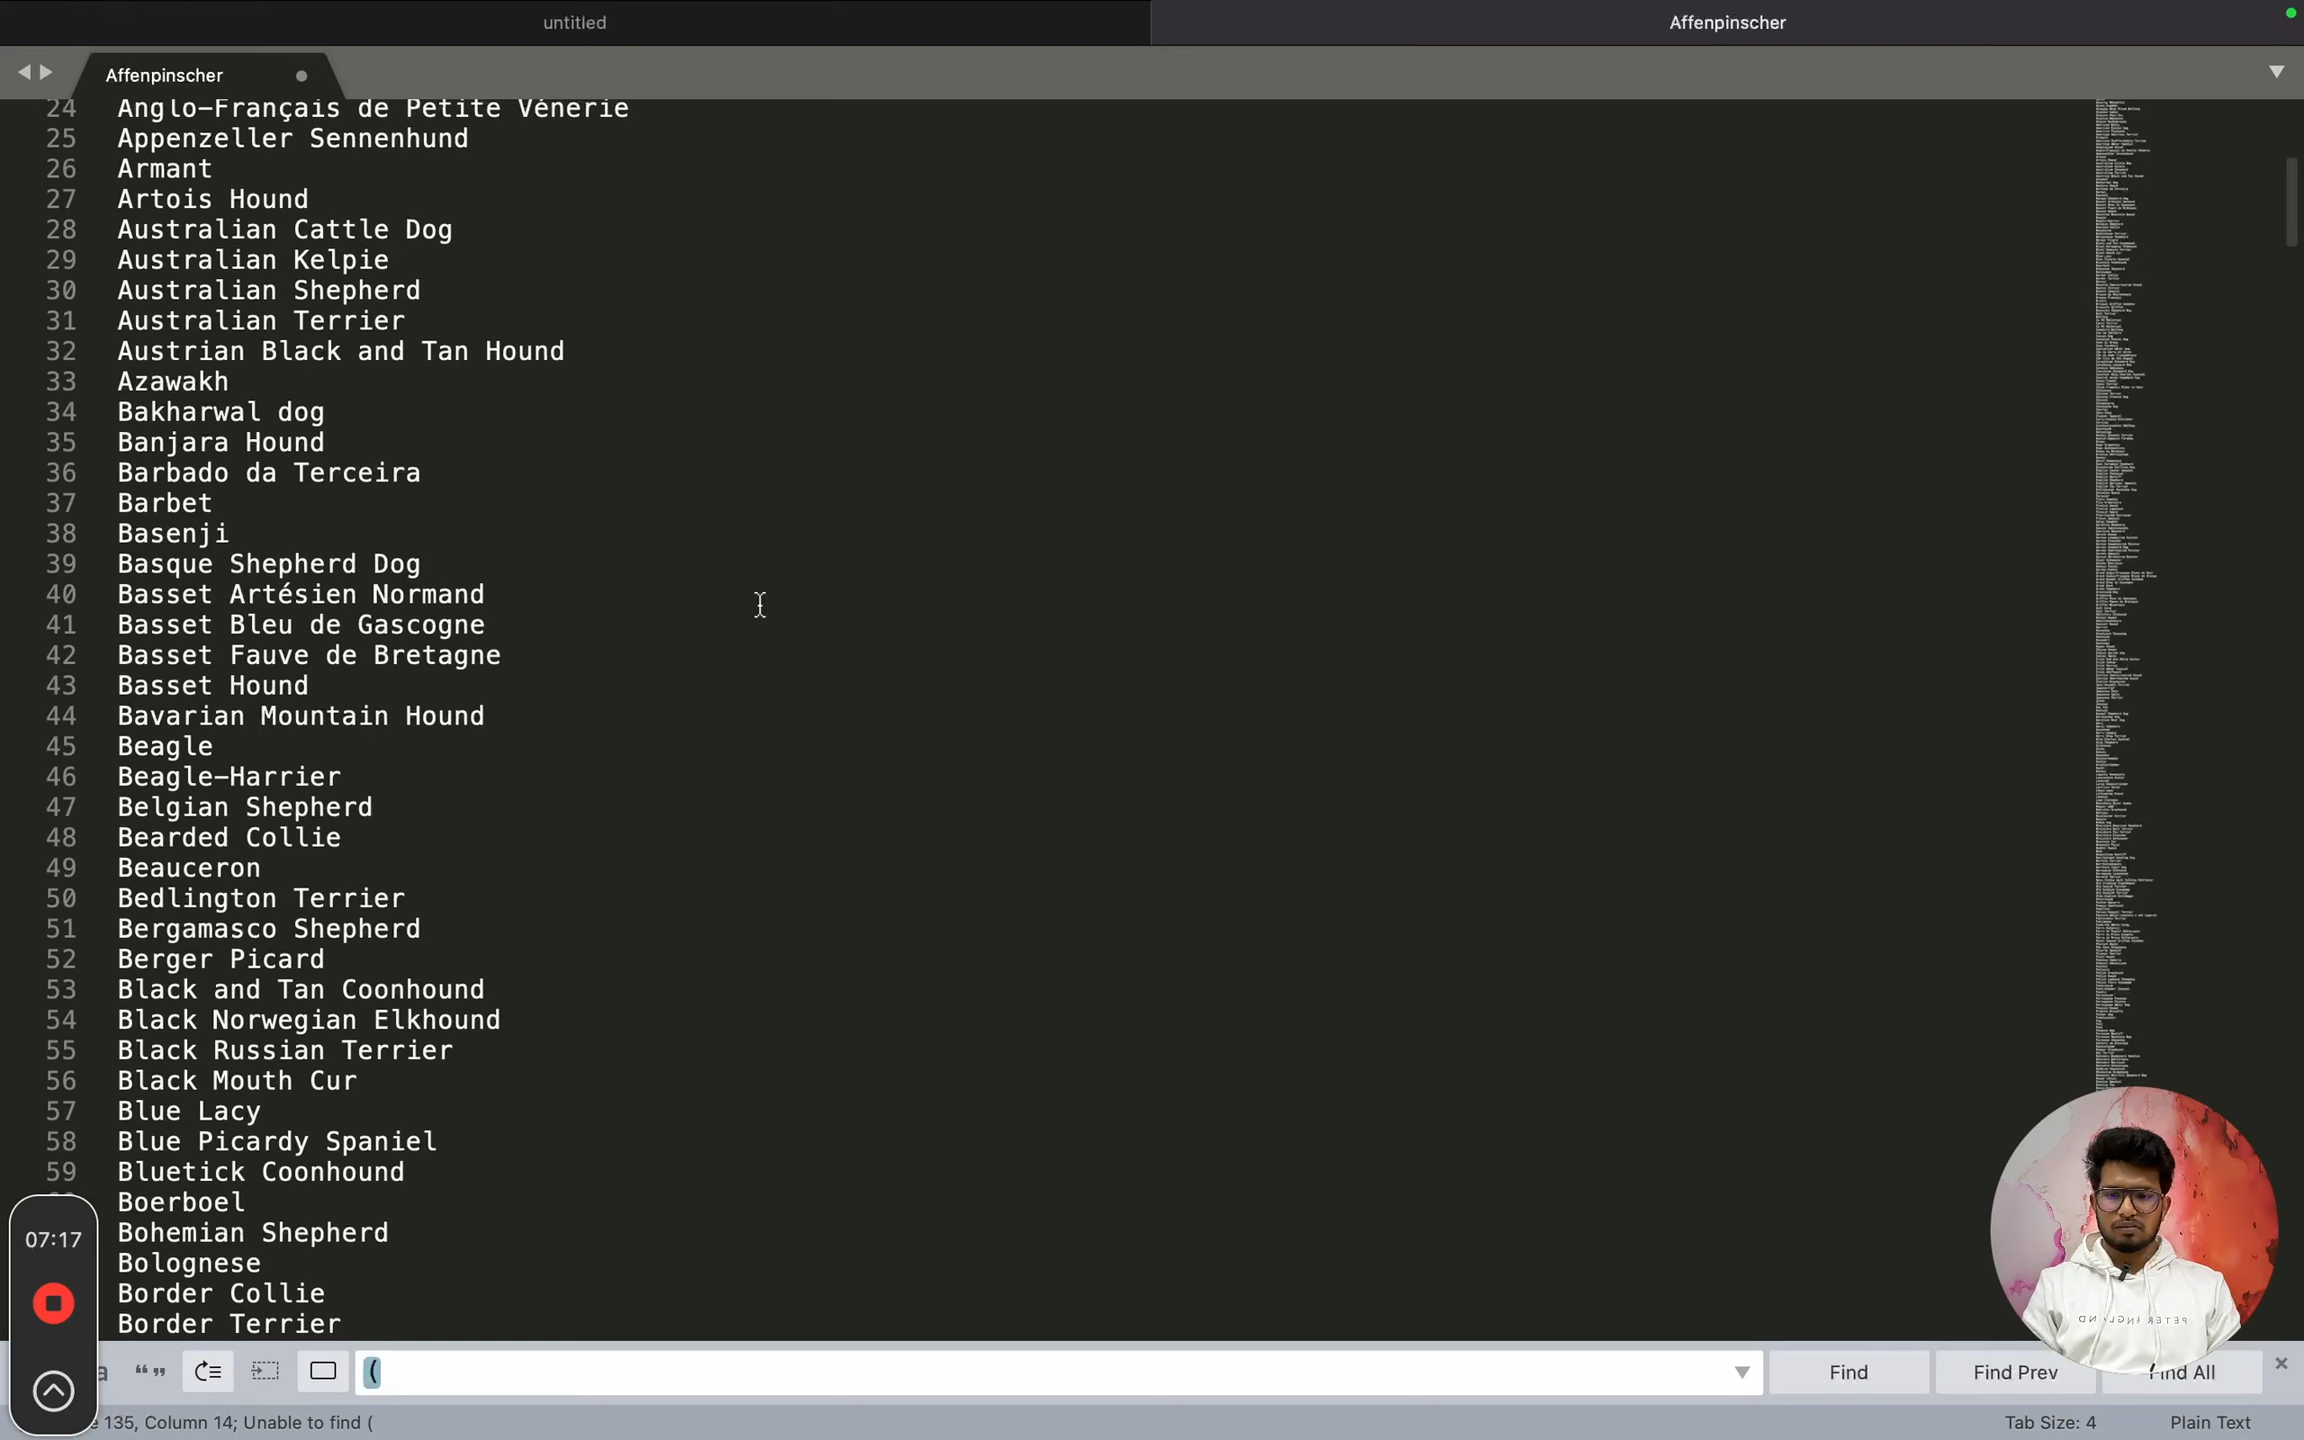 untitled
Affenpinscher
Affenpinscher
24 Anglo-Français de Petite Vénerie
25 Appenzeller Sennenhund
26 Armant
27 Artois Hound
28 Australian Cattle Dog
29 Australian Kelpie
30 Australian Shepherd
31 Australian Terrier
32 Austrian Black and Tan Hound
33 Azawakh
34 Bakharwal dog
35 Banjara Hound
36 Barbado da Terceira
37 Barbet
38 Basenji
39 Basque Shepherd Dog
40 Basset Artésien Normand
41 Basset Bleu de Gascogne
42 Basset Fauve de Bretagne
43 Basset Hound
44 Bavarian Mountain Hound
45 Beagle
46 Beagle-Harrier
47 Belgian Shepherd
48 Bearded Collie
49 Beauceron
50 Bedlington Terrier
51 Bergamasco Shepherd
52 Berger Picard
53 Black and Tan Coonhound
54 Black Norwegian Elkhound
55 Black Russian Terrier
56 Black Mouth Cur
57 Blue Lacy
58 Blue Picardy Spaniel
59 Bluetick Coonhound
Boerboel
Bohemian Shepherd
Bolognese
Border Collie
Border Terrier
07:17
PETER ENGLAND
( Find Find Prev Find All
135, Column 14; Unable to find ( Tab Size: 4 Plain Text